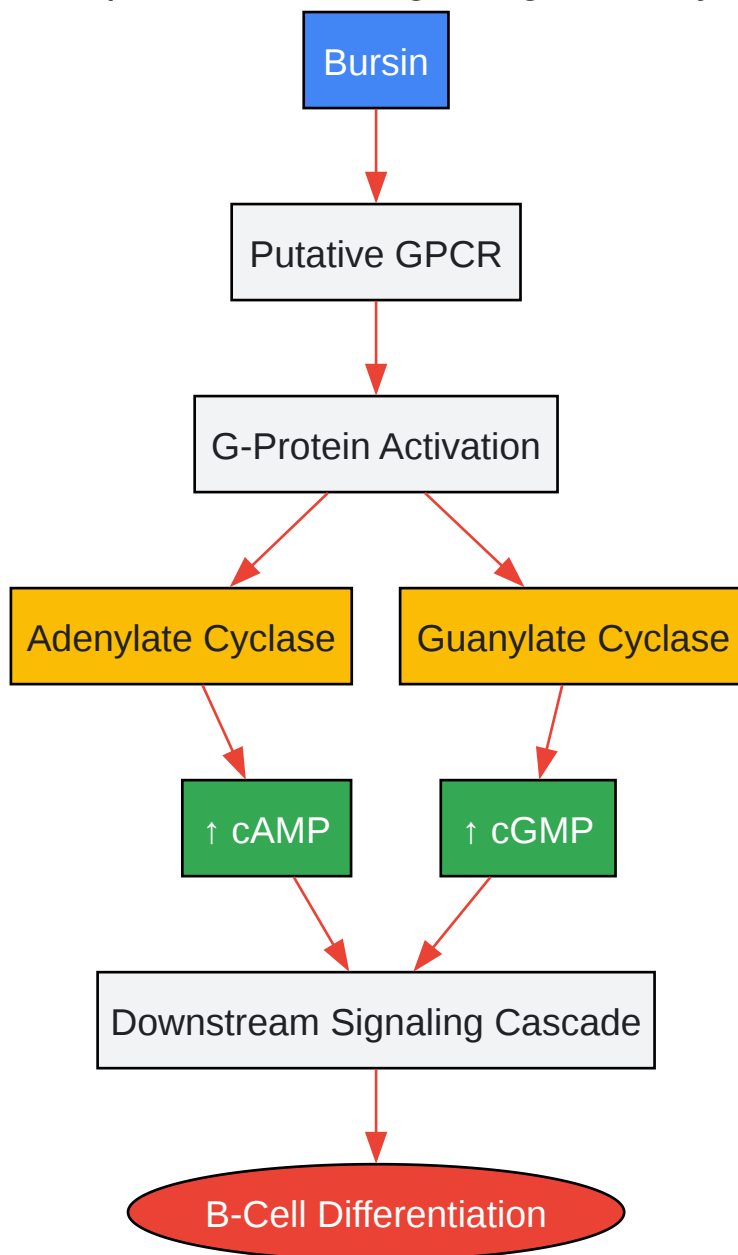 Bursin
Putative GPCR
G-Protein Activation
Adenylate Cyclase
Guanylate Cyclase
↑ cAMP
↑ cGMP
Downstream Signaling Cascade
B-Cell Differentiation